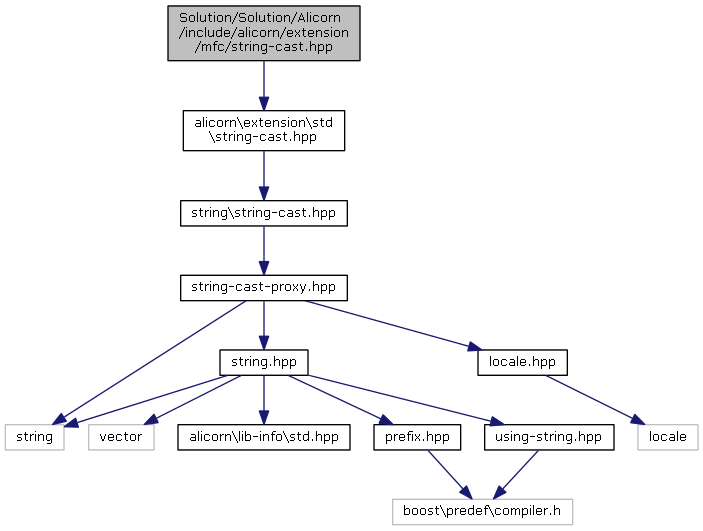 Solution/Solution/Alicorn
/include/alicorn/extension
/mfc/string-cast.hpp
alicorn\extension\std
\string-cast.hpp
string\string-cast.hpp
string-cast-proxy.hpp
string.hpp
locale.hpp
string
vector
alicorn\lib-info\std.hpp
prefix.hpp
using-string.hpp
locale
boost\predef\compiler.h